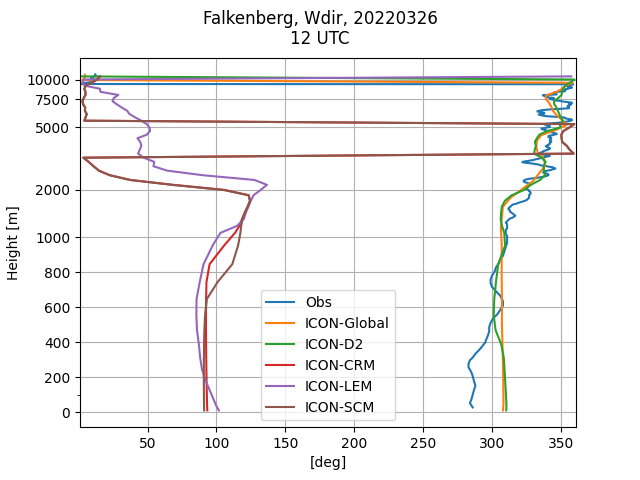 Falkenberg, Wdir, 20220326
12 UTC
10000
7500
5000
2000
1000
800
600
400
200
0
Height [m]
50
100
150
200
250
300
350
[deg]
Obs
ICON-Global
ICON-D2
ICON-CRM
ICON-LEM
ICON-SCM